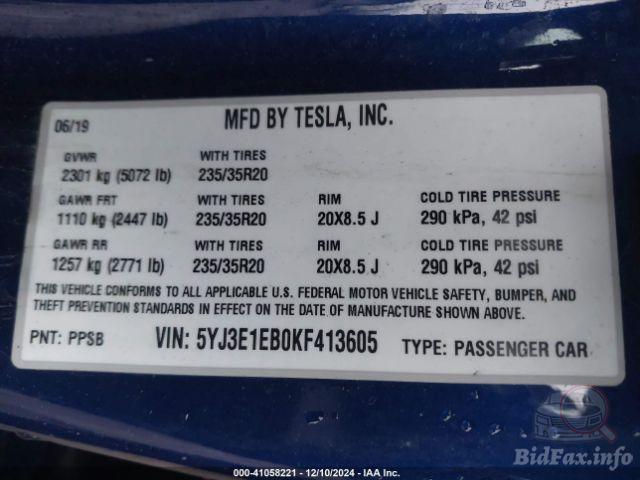 06/19 MFD BY TESLA, INC.
GVWR WITH TIRES
2301 kg (5072 lb) 235/35R20
GAWR FRT WITH TIRES RIM COLD TIRE PRESSURE
1110 kg (2447 lb) 235/35R20 20X8.5 J 290 kPa, 42 psi
GAWR RR WITH TIRES RIM COLD TIRE PRESSURE
1257 kg (2771 lb) 235/35R20 20X8.5 J 290 kPa, 42 psi
THIS VEHICLE CONFORMS TO ALL APPLICABLE U.S. FEDERAL MOTOR VEHICLE SAFETY, BUMPER, AND
THEFT PREVENTION STANDARDS IN EFFECT ON THE DATE OF MANUFACTURE SHOWN ABOVE.
PNT: PPSB VIN: 5YJ3E1EB0KF413605 TYPE: PASSENGER CAR
BidFax.info
www.BidFax.info - 41058221 - 12/10/2024 - IAA Inc.